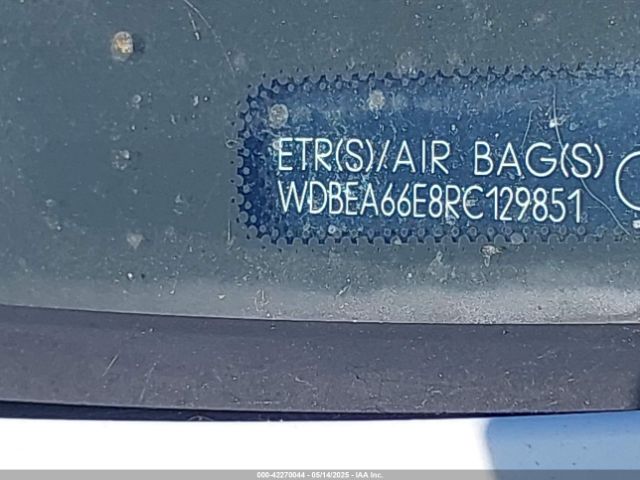 ETR(S)/AIR BAG(S)
WDBEA66E8RC129851
000-42270044 - 05/14/2025 - IAA Inc.